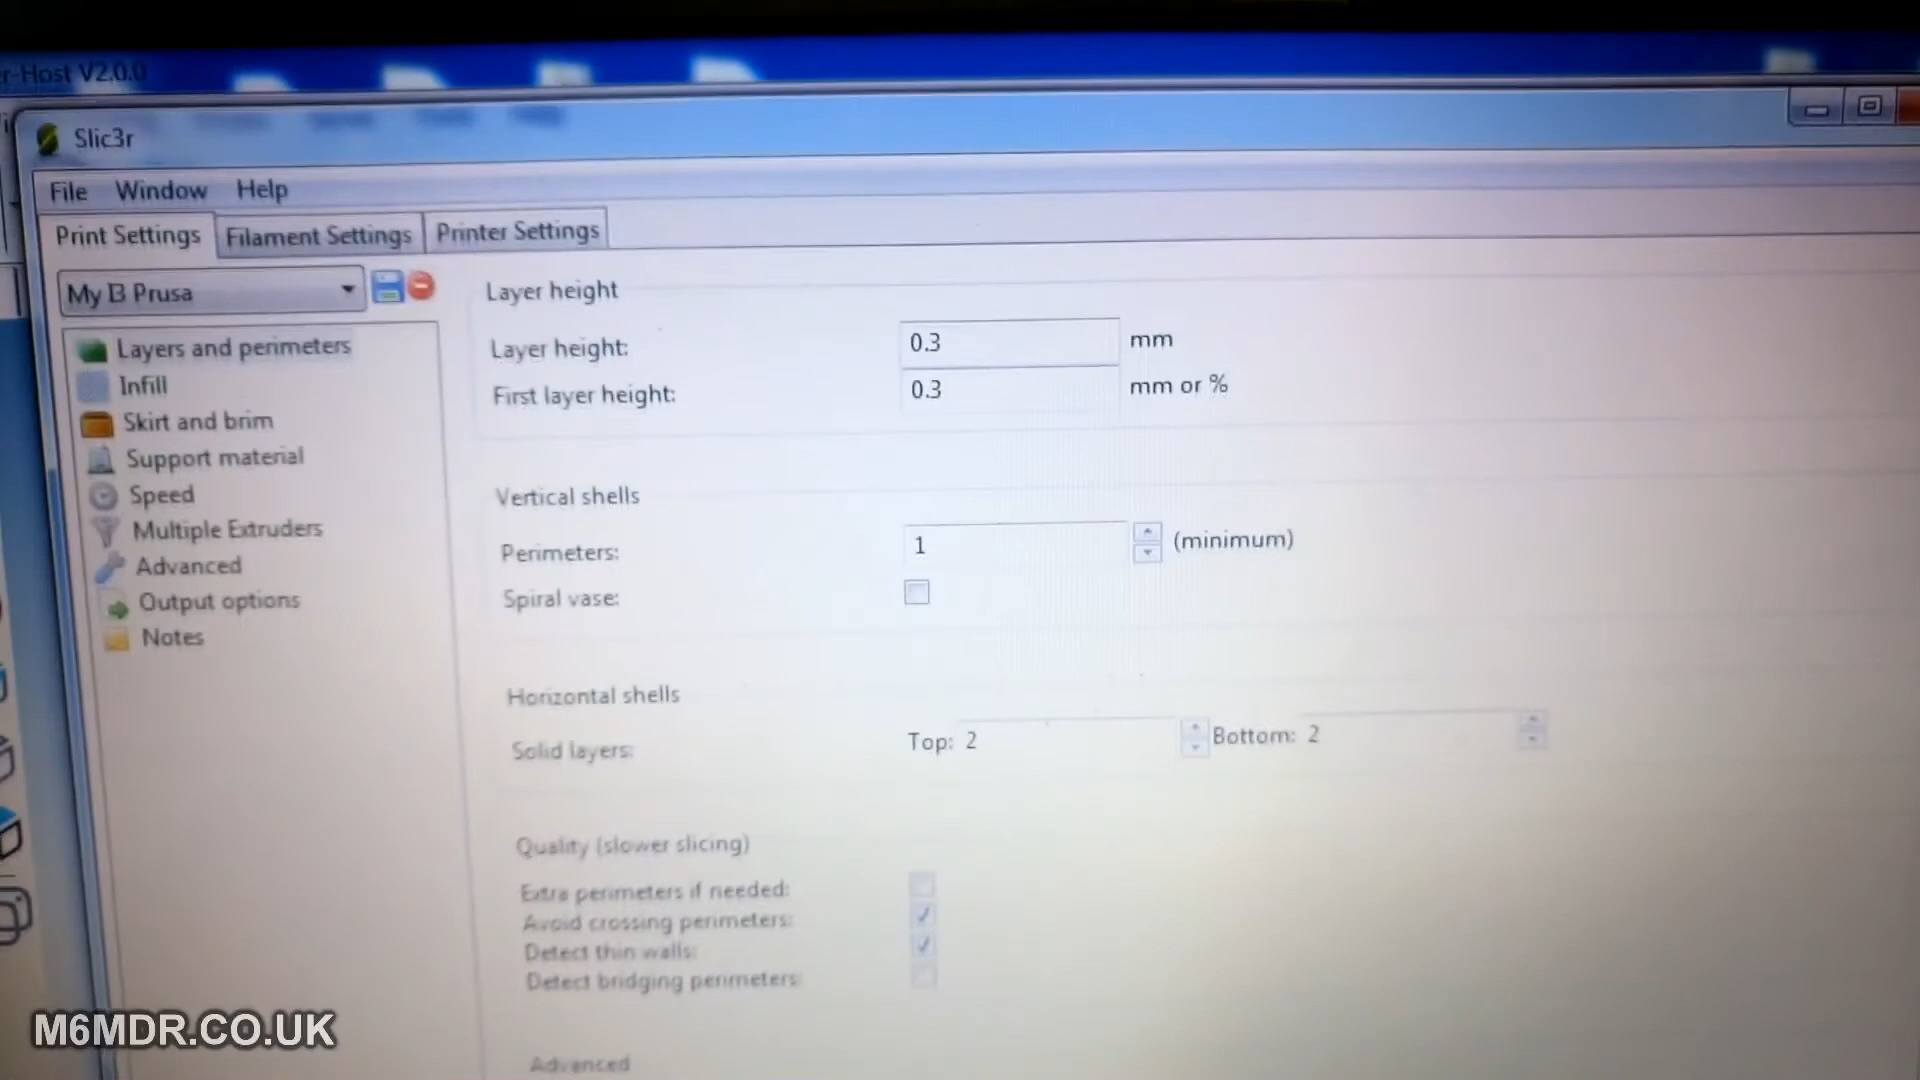 r-Host V2.0.0
Slic3r
File Window Help
Print Settings Filament Settings Printer Settings
My I3 Prusa
Layers and perimeters
Infill
Skirt and brim
Support material
Speed
Multiple Extruders
Advanced
Output options
Notes
Layer height
Layer height: 0.3 mm
First layer height: 0.3 mm or %
Vertical shells
Perimeters: 1 (minimum)
Spiral vase:
Horizontal shells
Solid layers: Top: 2 Bottom: 2
Quality (slower slicing)
Extra perimeters if needed:
Avoid crossing perimeters:
Detect thin walls:
Detect bridging perimeters:
Advanced
M6MDR.CO.UK